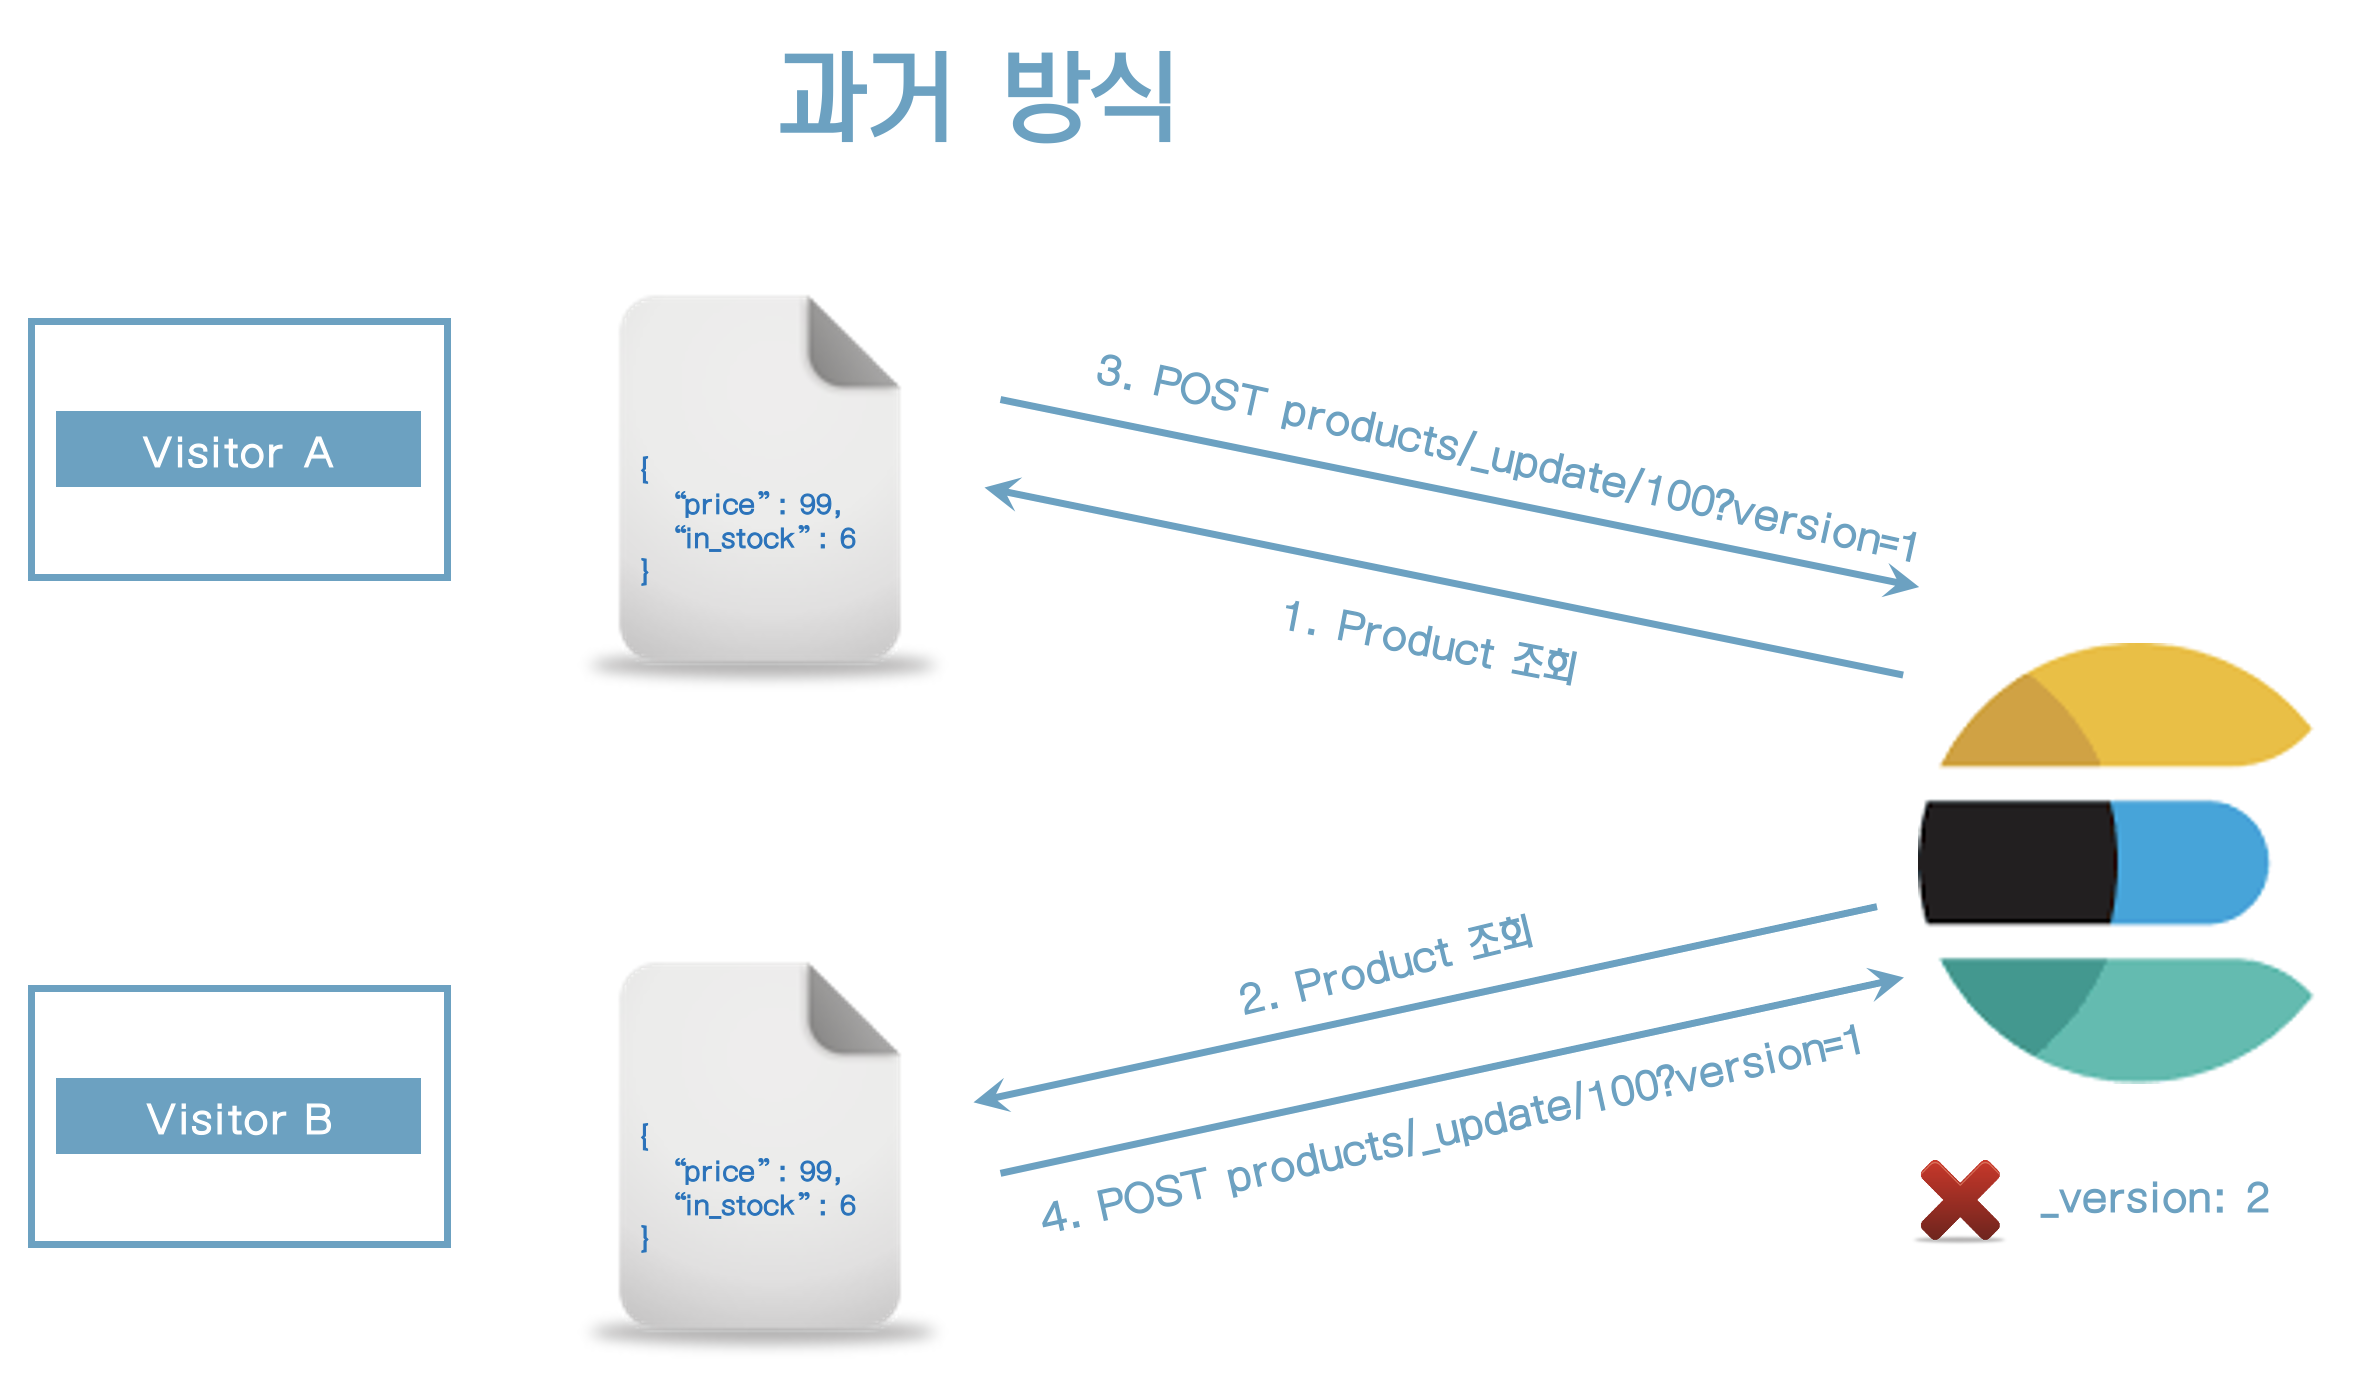 과거 방식
Visitor A
{
“price” : 99,
“in_stock” : 6
}
3. POST products/_update/100?version=1
1. Product 조회
2. Product 조회
4. POST products/_update/100?version=1
Visitor B
{
“price” : 99,
“in_stock” : 6
}
_version: 2